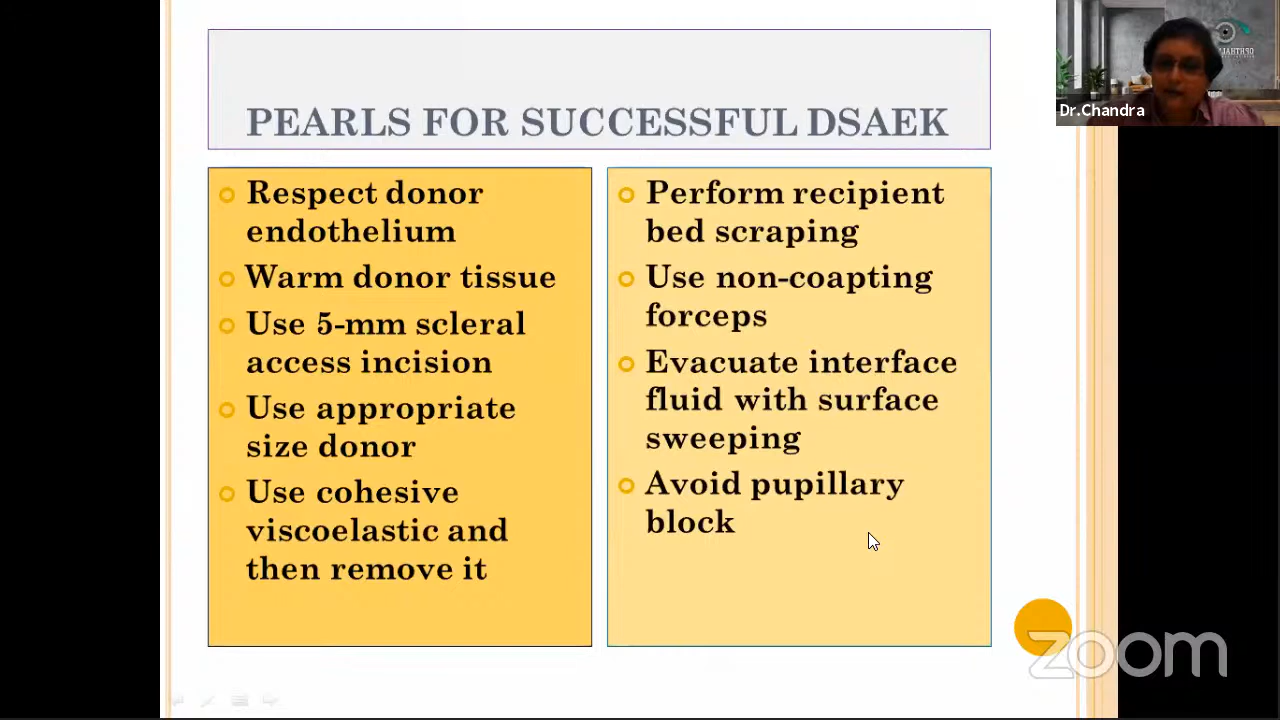 PEARLS FOR SUCCESSFUL DSAEK
Respect donor
endothelium
Warm donor tissue
Use 5-mm scleral
access incision
Use appropriate
size donor
Use cohesive
viscoelastic and
then remove it
Perform recipient
bed scraping
Use non-coapting
forceps
Evacuate interface
fluid with surface
sweeping
Avoid pupillary
block
Dr.Chandra
zoom